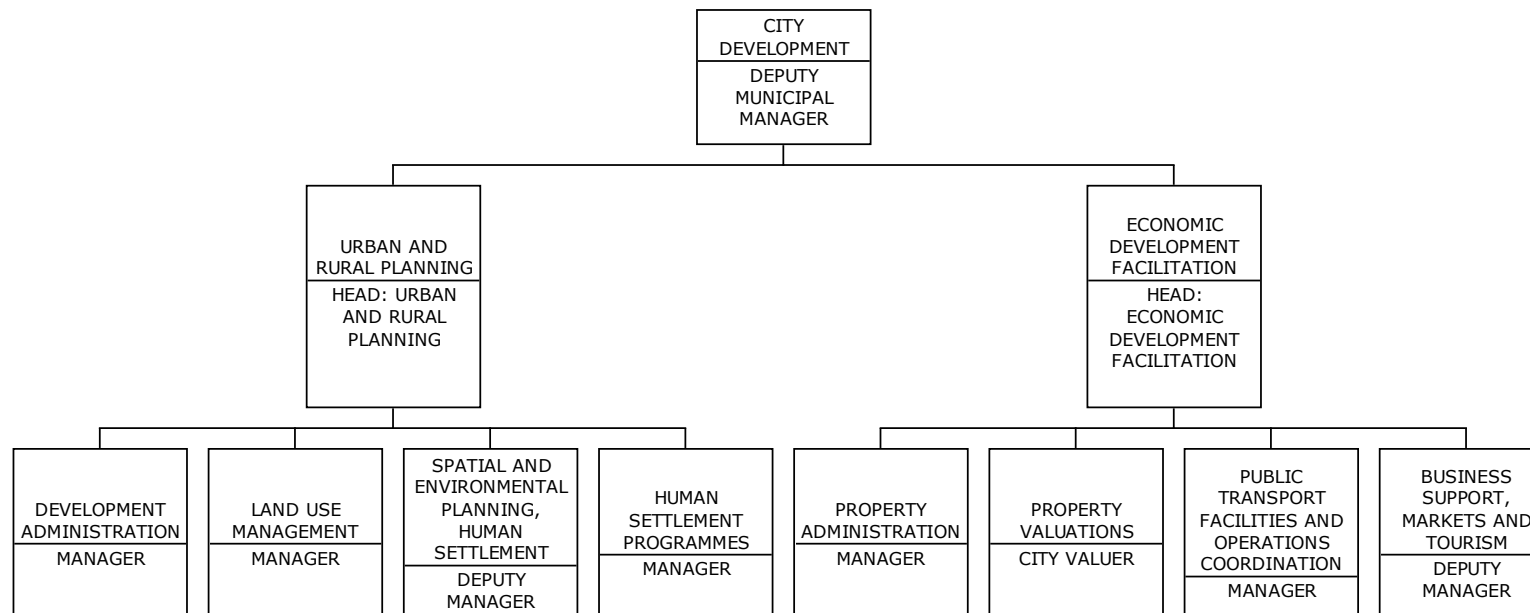 CITY
DEVELOPMENT
DEPUTY
MUNICIPAL
MANAGER
URBAN AND
RURAL PLANNING
HEAD: URBAN
AND RURAL
PLANNING
ECONOMIC
DEVELOPMENT
FACILITATION
HEAD:
ECONOMIC
DEVELOPMENT
FACILITATION
DEVELOPMENT
ADMINISTRATION
MANAGER
LAND USE
MANAGEMENT
MANAGER
SPATIAL AND
ENVIRONMENTAL
PLANNING,
HUMAN
SETTLEMENT
DEPUTY
MANAGER
HUMAN
SETTLEMENT
PROGRAMMES
MANAGER
PROPERTY
ADMINISTRATION
MANAGER
PROPERTY
VALUATIONS
CITY VALUER
PUBLIC
TRANSPORT
FACILITIES AND
OPERATIONS
COORDINATION
MANAGER
BUSINESS
SUPPORT,
MARKETS AND
TOURISM
DEPUTY
MANAGER